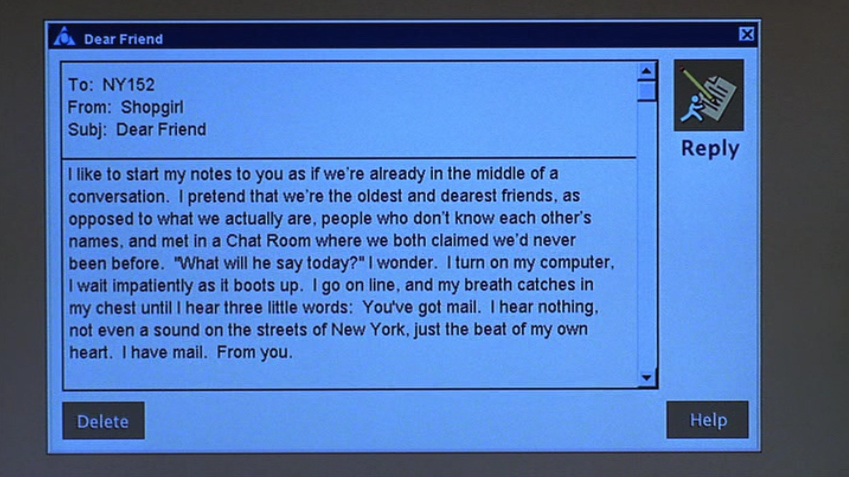 Dear Friend
To: NY152
From: Shopgirl
Subj: Dear Friend
Reply
I like to start my notes to you as if we're already in the middle of a
conversation. I pretend that we're the oldest and dearest friends, as
opposed to what we actually are, people who don't know each other's
names, and met in a Chat Room where we both claimed we'd never
been before. "What will he say today?" I wonder. I turn on my computer,
I wait impatiently as it boots up. I go on line, and my breath catches in
my chest until I hear three little words: You've got mail. I hear nothing,
not even a sound on the streets of New York, just the beat of my own
heart. I have mail. From you.
Delete
Help